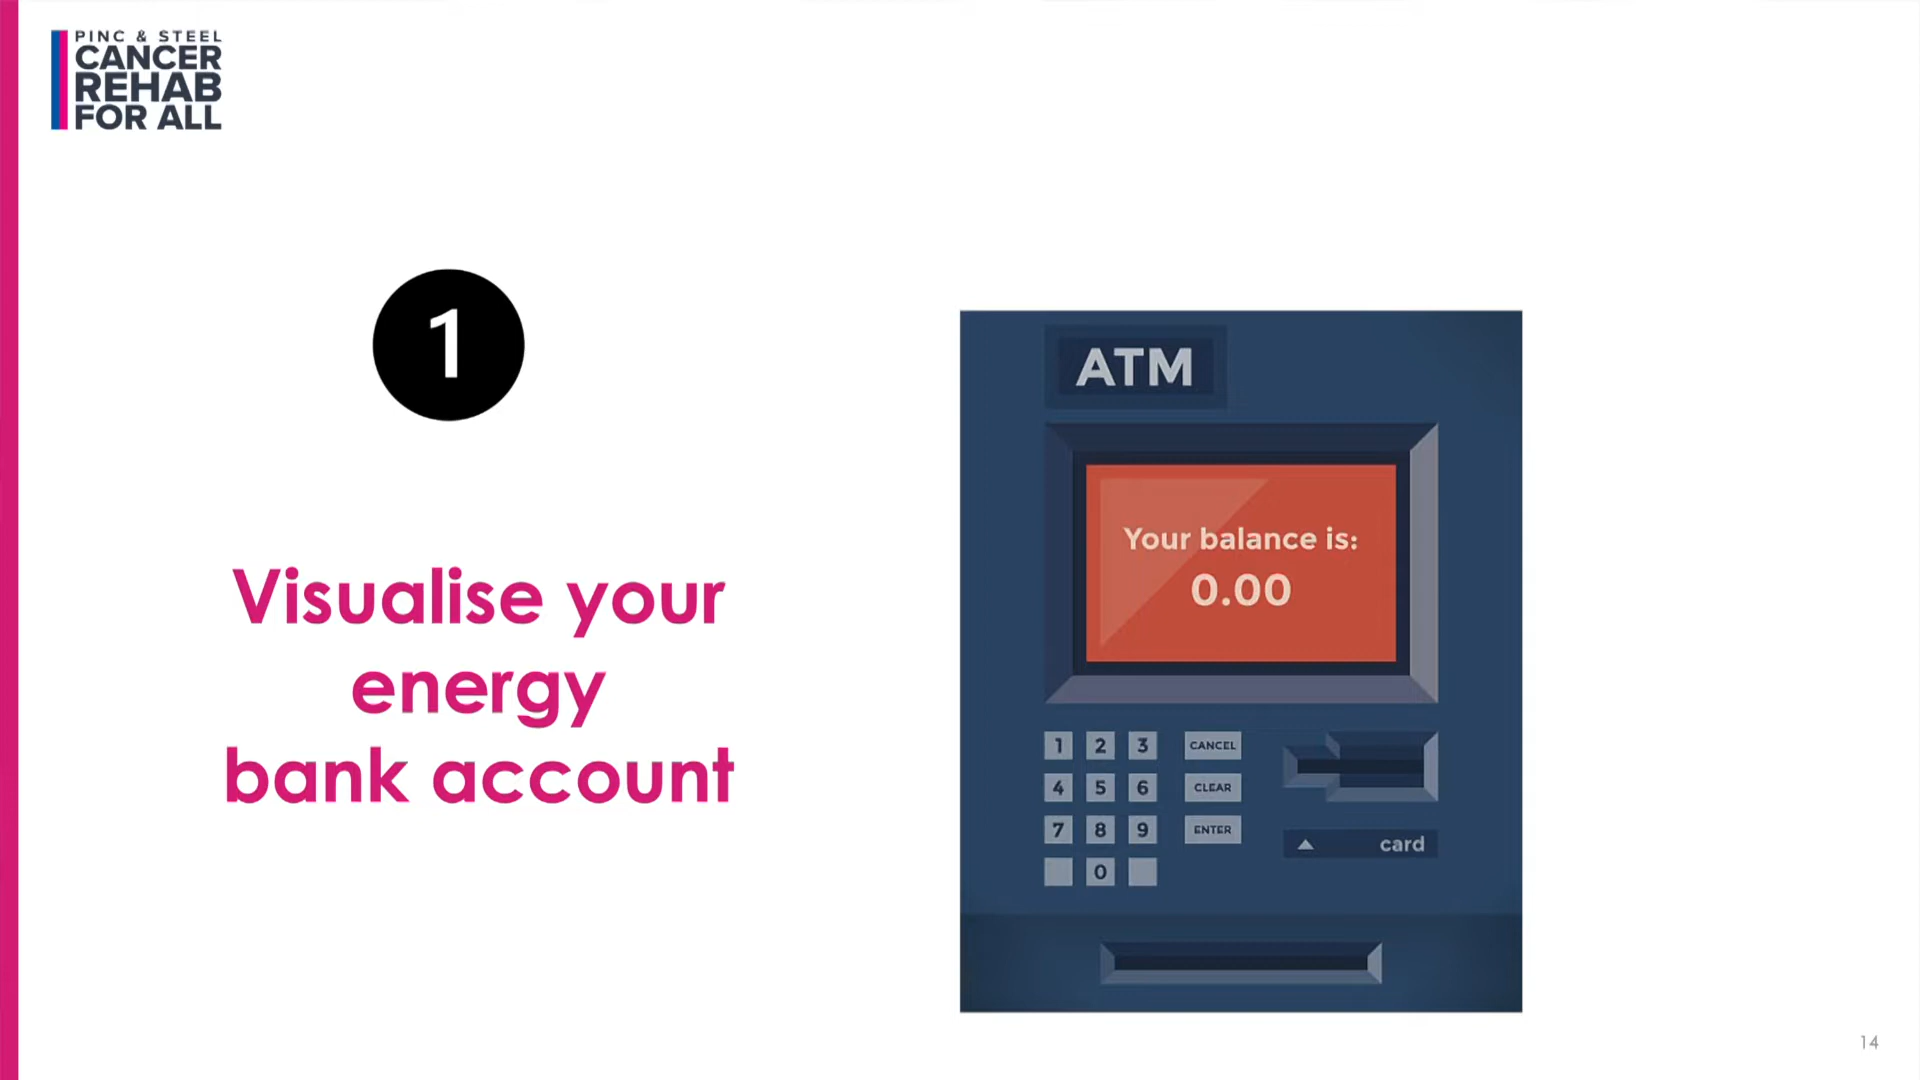 PINC & STEEL
CANCER
REHAB
FOR ALL
1
Visualise your
energy
bank account
ATM
Your balance is:
0.00
1 2 3 CANCEL
4 5 6 CLEAR
7 8 9 ENTER
0
card
14